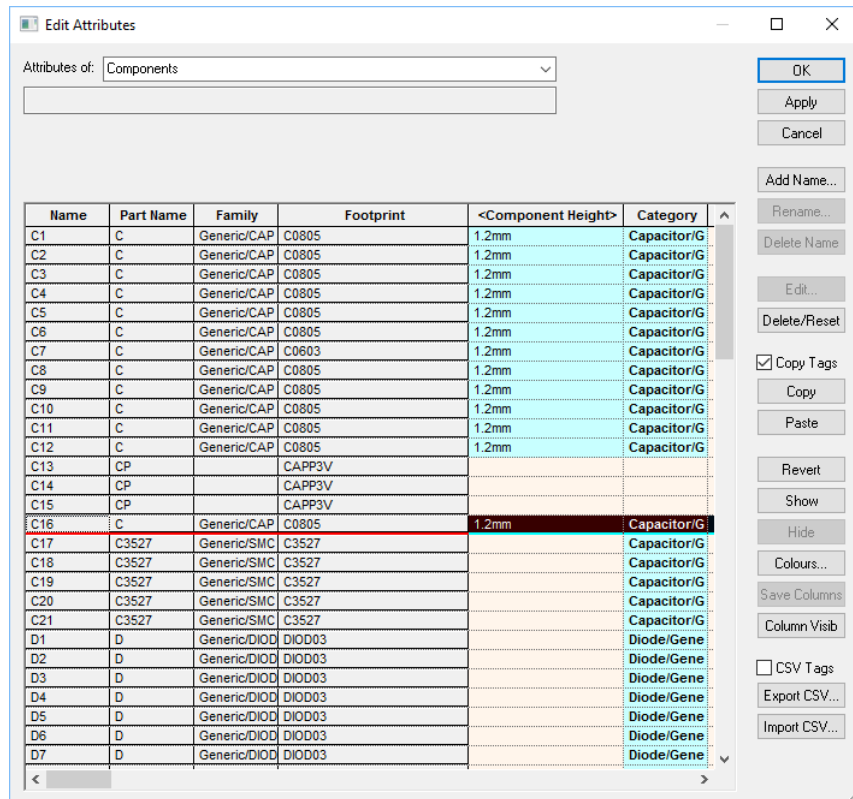 Edit Attributes
Attributes of: Components
OK
Apply
Cancel
Add Name...
Rename...
Delete Name
Edit...
Delete/Reset
Copy Tags
Copy
Paste
Revert
Show
Hide
Colours...
Save Columns
Column Visib
CSV Tags
Export CSV...
Import CSV...
Name Part Name Family Footprint <Component Height> Category
C1 C Generic/CAP C0805 1.2mm Capacitor/G
C2 C Generic/CAP C0805 1.2mm Capacitor/G
C3 C Generic/CAP C0805 1.2mm Capacitor/G
C4 C Generic/CAP C0805 1.2mm Capacitor/G
C5 C Generic/CAP C0805 1.2mm Capacitor/G
C6 C Generic/CAP C0805 1.2mm Capacitor/G
C7 C Generic/CAP C0603 1.2mm Capacitor/G
C8 C Generic/CAP C0805 1.2mm Capacitor/G
C9 C Generic/CAP C0805 1.2mm Capacitor/G
C10 C Generic/CAP C0805 1.2mm Capacitor/G
C11 C Generic/CAP C0805 1.2mm Capacitor/G
C12 C Generic/CAP C0805 1.2mm Capacitor/G
C13 CP CAPP3V
C14 CP CAPP3V
C15 CP CAPP3V
C16 C Generic/CAP C0805 1.2mm Capacitor/G
C17 C3527 Generic/SMC C3527 Capacitor/G
C18 C3527 Generic/SMC C3527 Capacitor/G
C19 C3527 Generic/SMC C3527 Capacitor/G
C20 C3527 Generic/SMC C3527 Capacitor/G
C21 C3527 Generic/SMC C3527 Capacitor/G
D1 D Generic/DIOD DIOD03 Diode/Gene
D2 D Generic/DIOD DIOD03 Diode/Gene
D3 D Generic/DIOD DIOD03 Diode/Gene
D4 D Generic/DIOD DIOD03 Diode/Gene
D5 D Generic/DIOD DIOD03 Diode/Gene
D6 D Generic/DIOD DIOD03 Diode/Gene
D7 D Generic/DIOD DIOD03 Diode/Gene